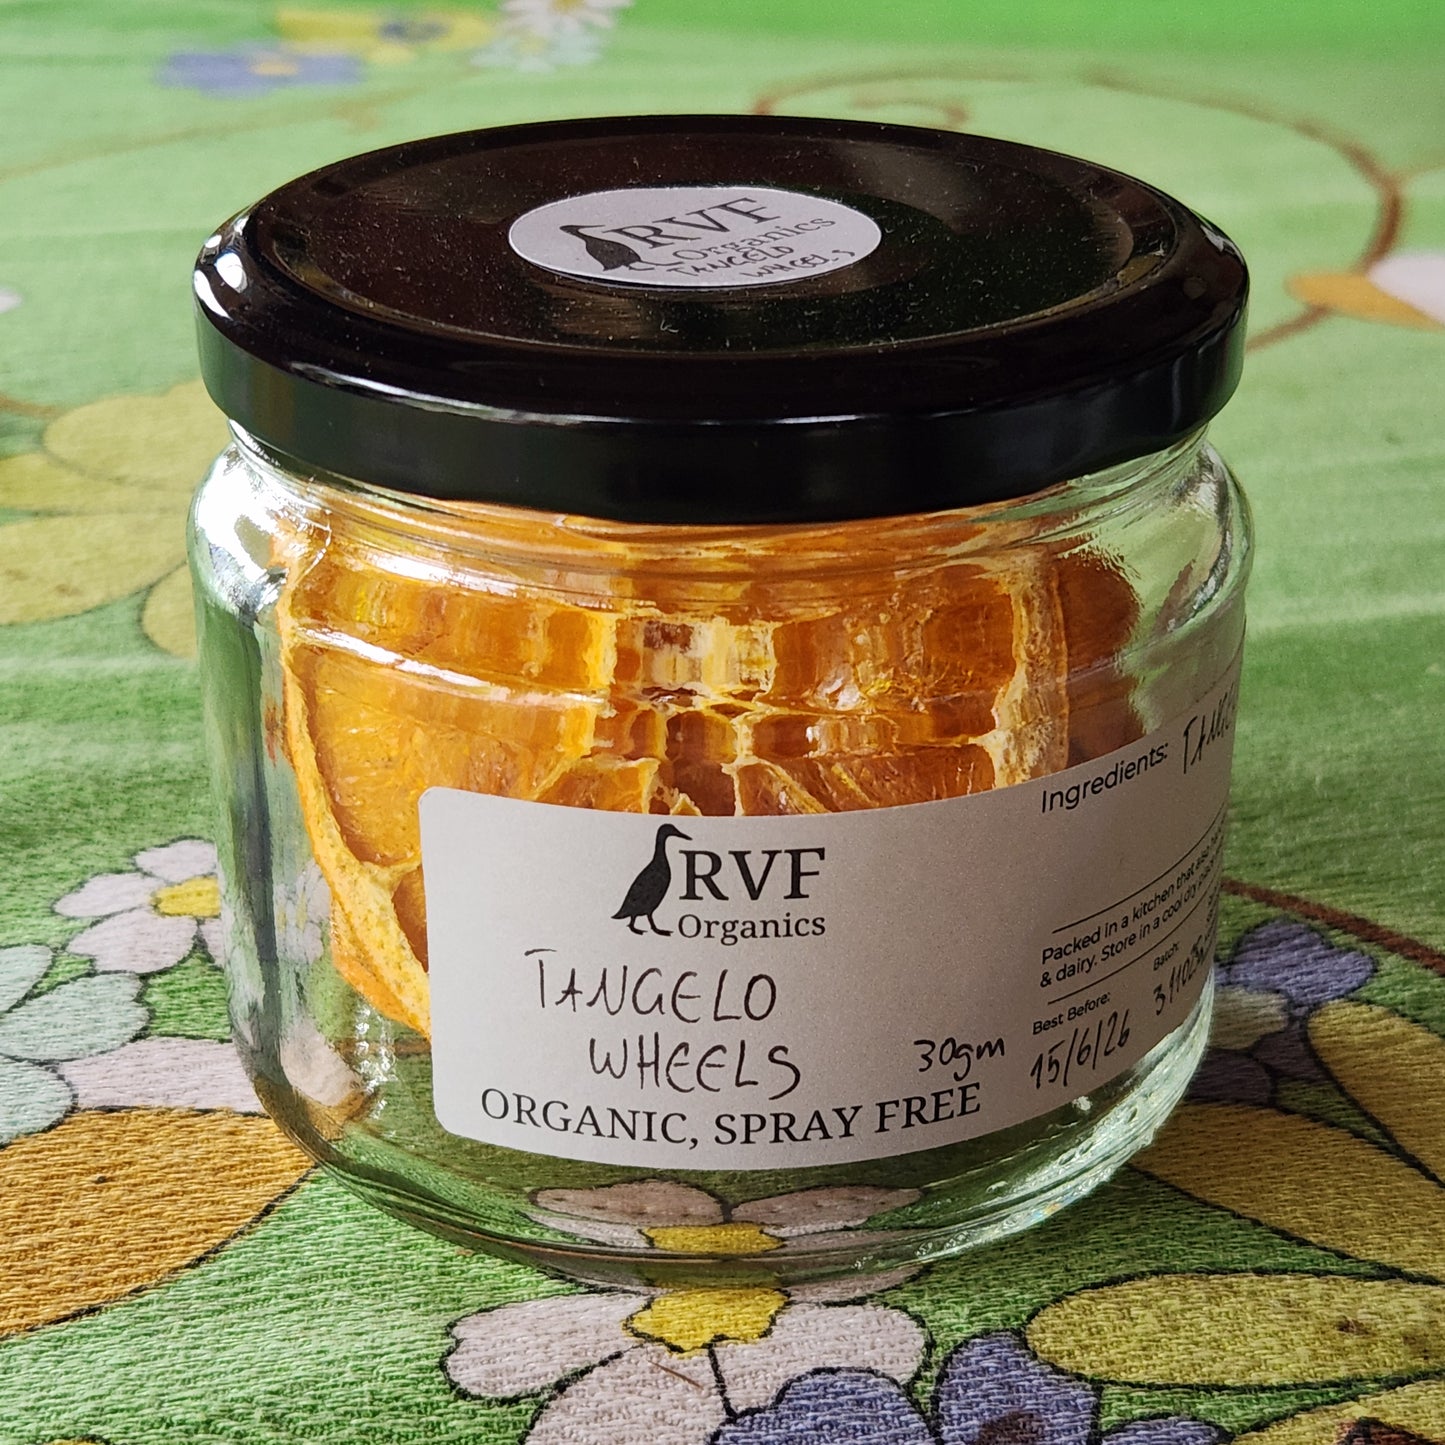 RVF
Organics
TANGELO
WHEELS
RVF
Organics
TANGELO
WHEELS
30gm
ORGANIC, SPRAY FREE
Ingredients:
Packed in a kitchen that also
& dairy. Store in a cool dry
Batch:
Best Before:
15/6/26